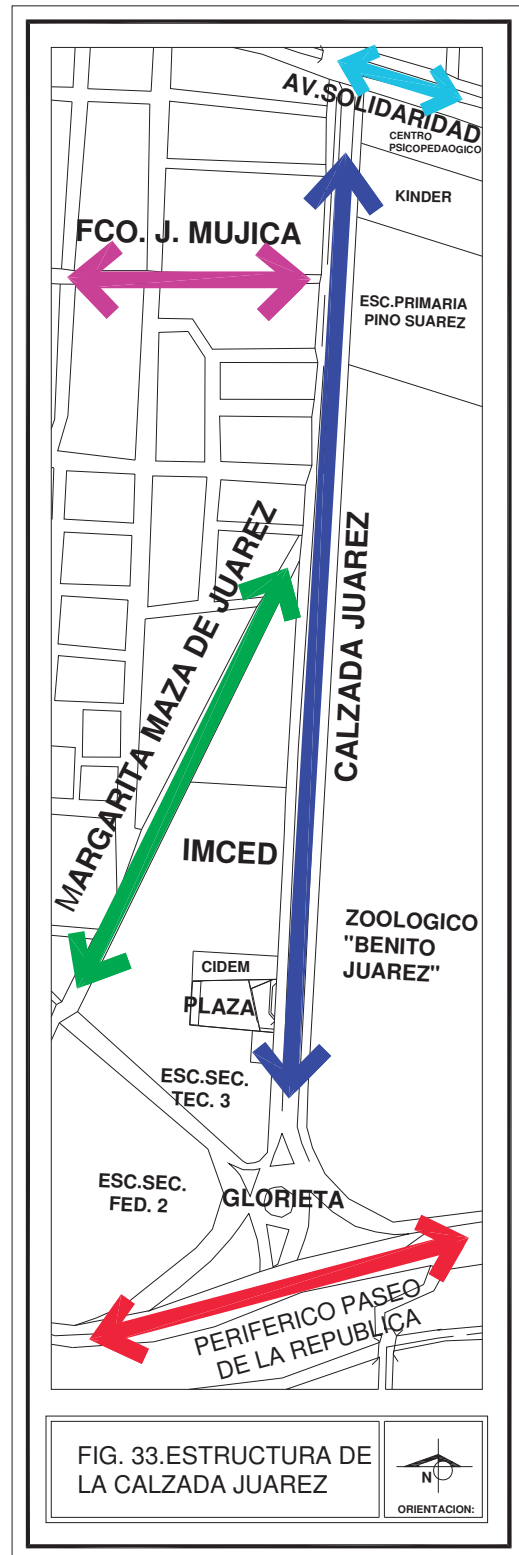 AV.SOLIDARIDAD
CENTRO
PSICOPEDAOGICO
KINDER
FCO. J. MUJICA
ESC.PRIMARIA
PINO SUAREZ
MARGARITA MAZA DE JUAREZ
CALZADA JUAREZ
IMCED
ZOOLOGICO
"BENITO
JUAREZ"
CIDEM
PLAZA
ESC.SEC.
TEC. 3
ESC.SEC.
FED. 2
GLORIETA
PERIFERICO PASEO
DE LA REPUBLICA
FIG. 33.ESTRUCTURA DE
LA CALZADA JUAREZ
N
ORIENTACION: